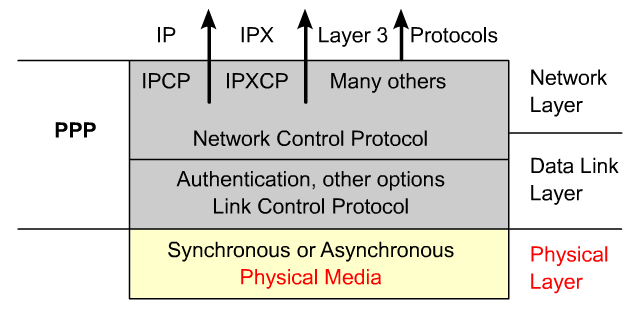 IP IPX Layer 3 Protocols
IPCP IPXCP Many others
Network
Layer
PPP
Network Control Protocol
Data Link
Layer
Authentication, other options
Link Control Protocol
Synchronous or Asynchronous
Physical Media
Physical
Layer